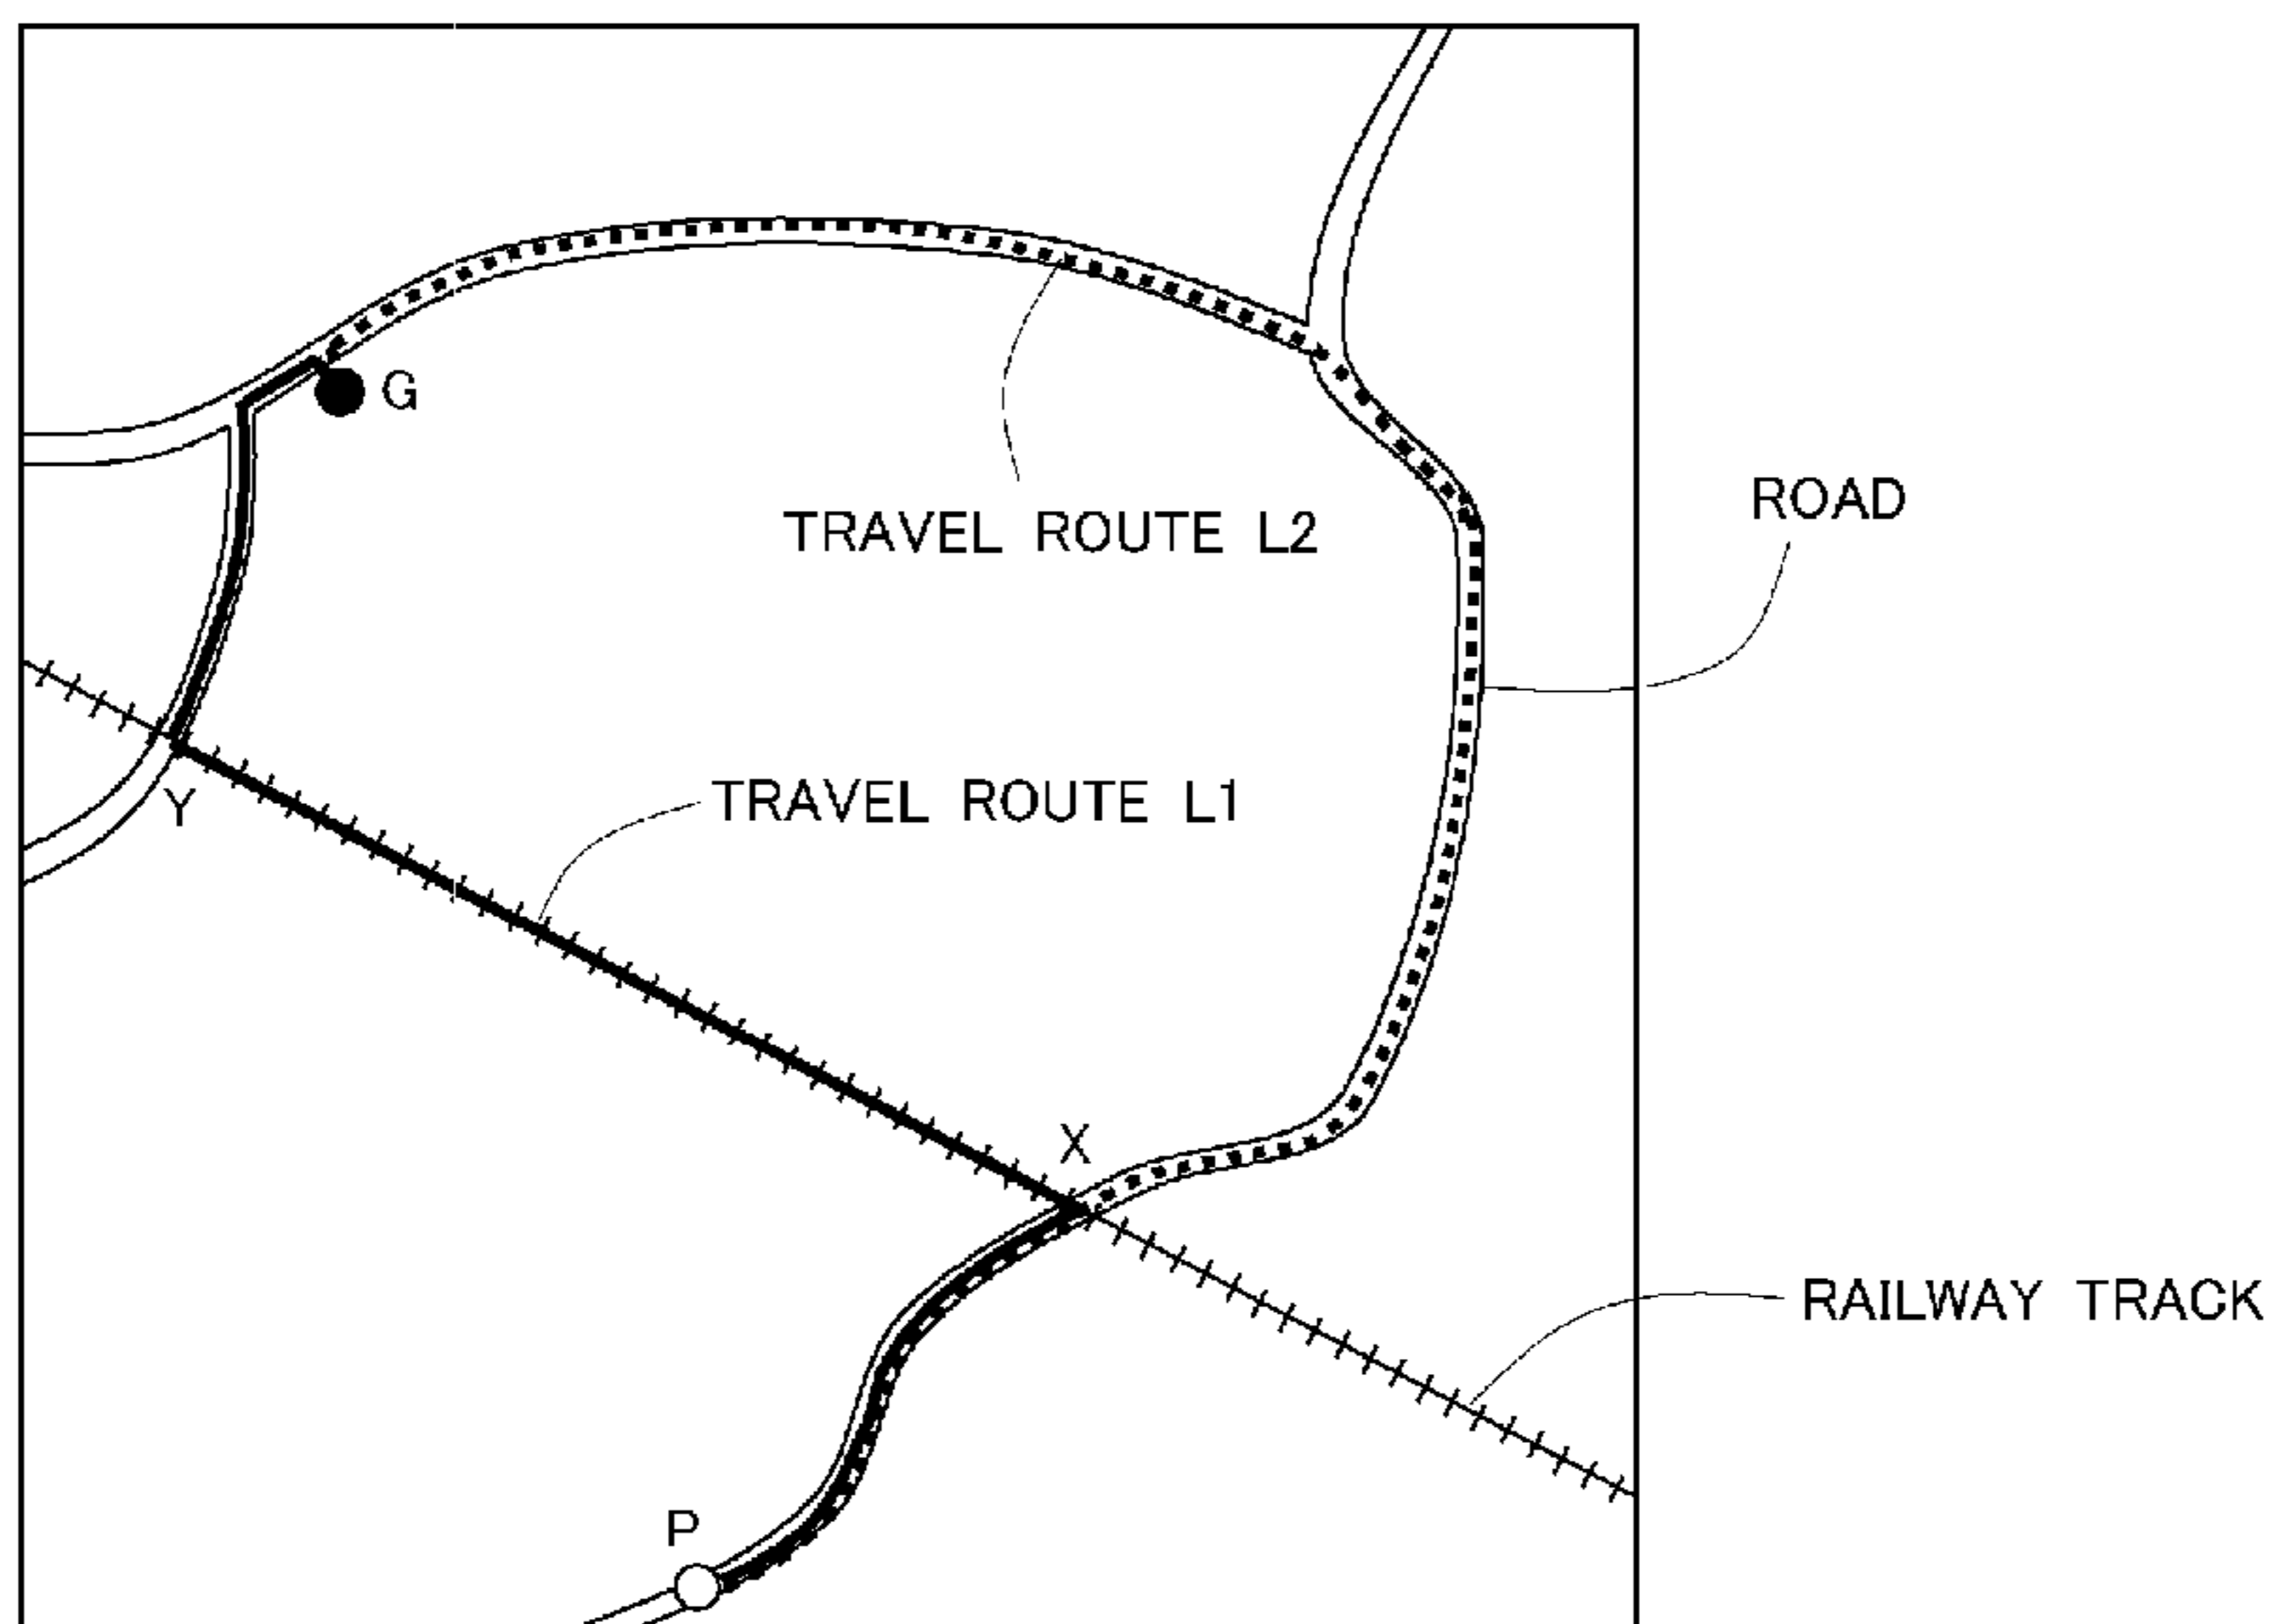 G
TRAVEL ROUTE L2
ROAD
Y
TRAVEL ROUTE L1
X
RAILWAY TRACK
P